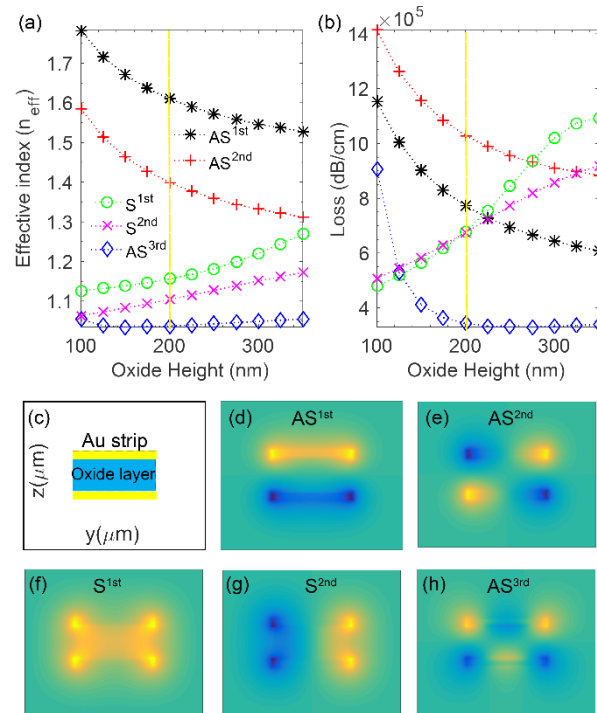 (a)
1.7
1.6
1.5
1.4
1.3
1.2
1.1
100
200
300
Effective index (n_eff)
Oxide Height (nm)
AS^1st
AS^2nd
S^1st
S^2nd
AS^3rd
(b)
×10^5
14
12
10
8
6
4
100
200
300
Loss (dB/cm)
Oxide Height (nm)
(c)
Au strip
Oxide layer
z(μm)
y(μm)
(d) AS^1st
(e) AS^2nd
(f) S^1st
(g) S^2nd
(h) AS^3rd